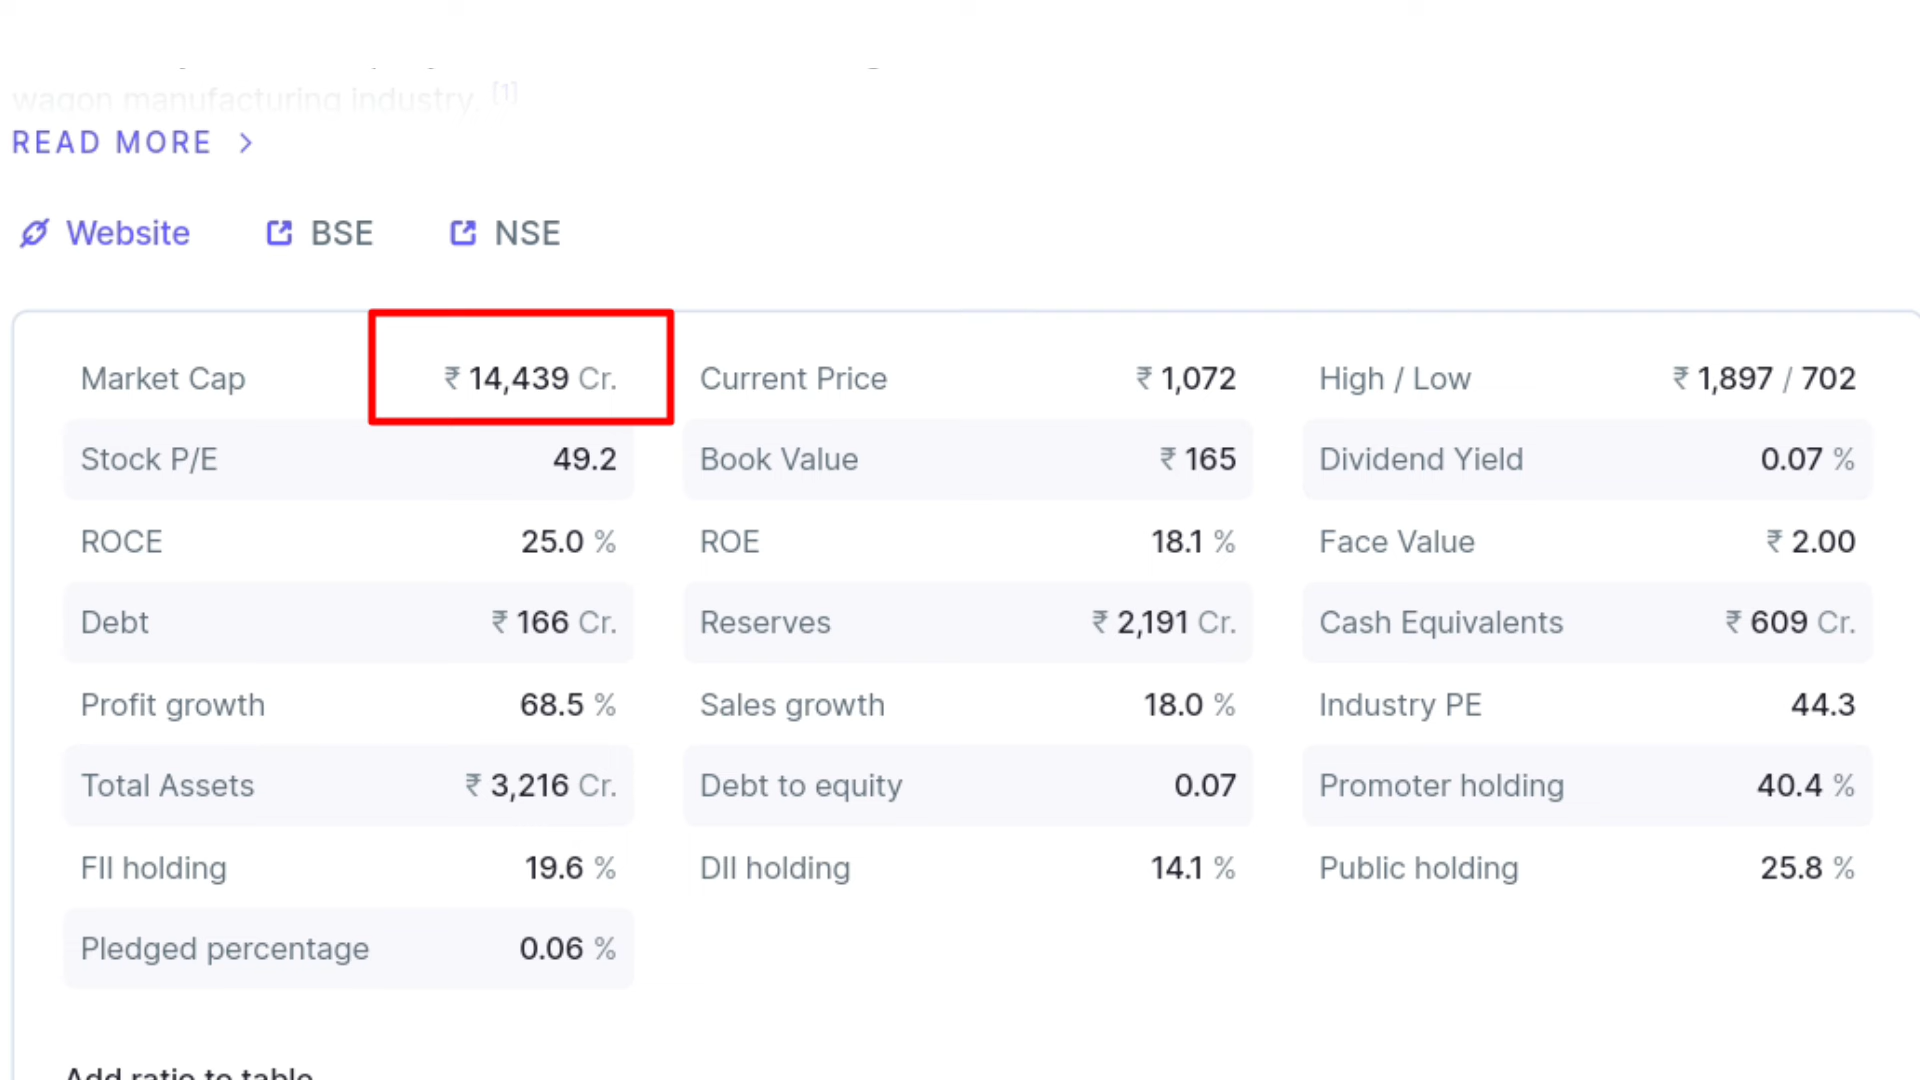 wagon manufacturing industry. [1]
READ MORE >
Website BSE NSE
Market Cap ₹ 14,439 Cr. Current Price ₹ 1,072 High / Low ₹ 1,897 / 702
Stock P/E 49.2 Book Value ₹ 165 Dividend Yield 0.07 %
ROCE 25.0 % ROE 18.1 % Face Value ₹ 2.00
Debt ₹ 166 Cr. Reserves ₹ 2,191 Cr. Cash Equivalents ₹ 609 Cr.
Profit growth 68.5 % Sales growth 18.0 % Industry PE 44.3
Total Assets ₹ 3,216 Cr. Debt to equity 0.07 Promoter holding 40.4 %
FII holding 19.6 % DII holding 14.1 % Public holding 25.8 %
Pledged percentage 0.06 %
Add ratio to table